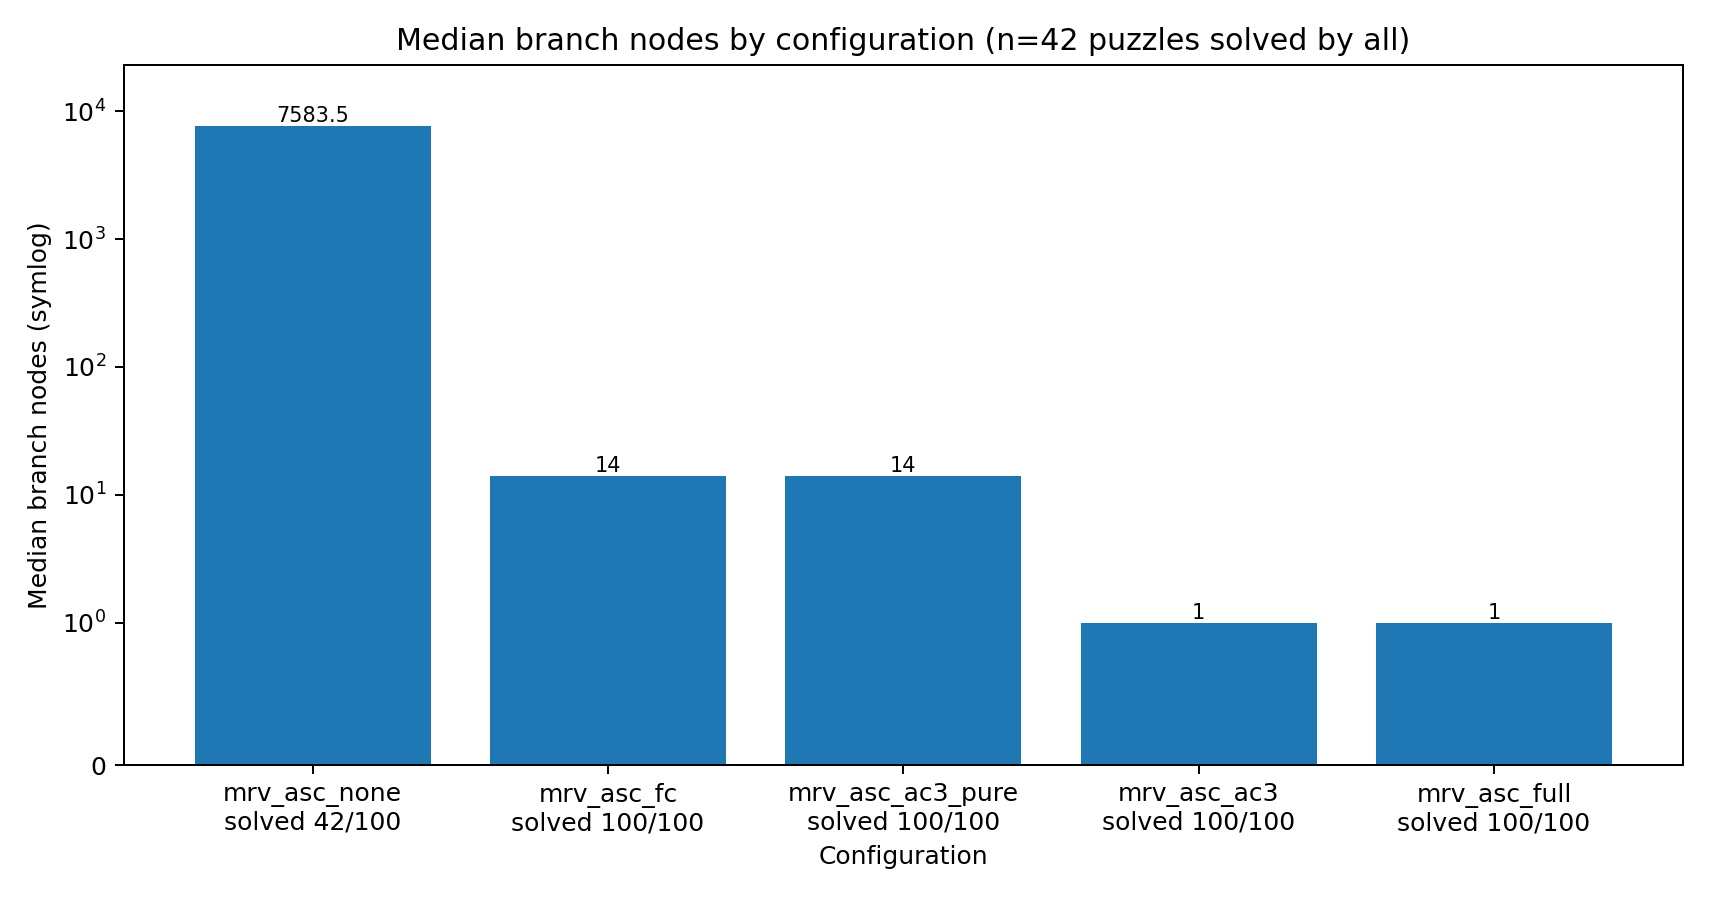 Median branch nodes by configuration (n=42 puzzles solved by all)
Median branch nodes (symlog)
10⁴
10³
10²
10¹
10⁰
0
7583.5
14
14
1
1
mrv_asc_none
solved 42/100
mrv_asc_fc
solved 100/100
mrv_asc_ac3_pure
solved 100/100
mrv_asc_ac3
solved 100/100
mrv_asc_full
solved 100/100
Configuration